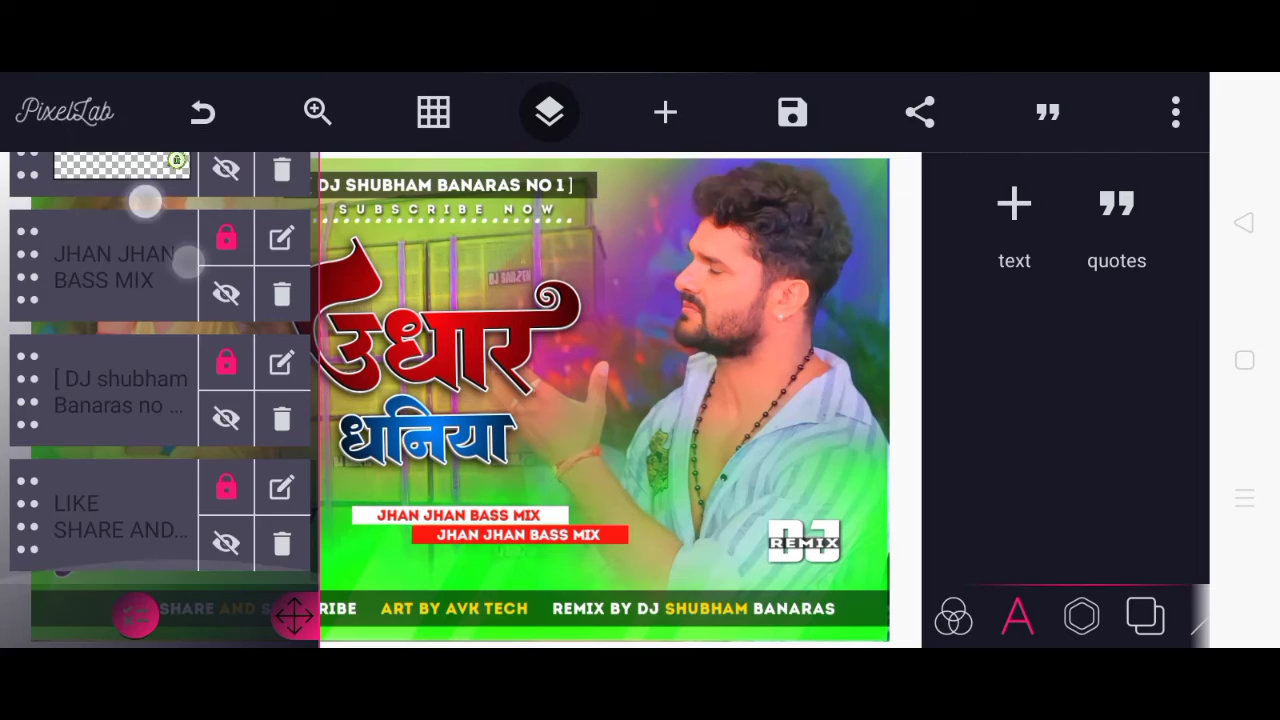 PixelLab
JHAN JHAN
BASS MIX
[ DJ shubham
Banaras no ...
LIKE
SHARE AND...
DJ SHUBHAM BANARAS NO 1 ]
SUBSCRIBE NOW
उधार
धनिया
JHAN JHAN BASS MIX
JHAN JHAN BASS MIX
DJ
REMIX
SHARE AND S RIBE ART BY AVK TECH REMIX BY DJ SHUBHAM BANARAS
text
quotes